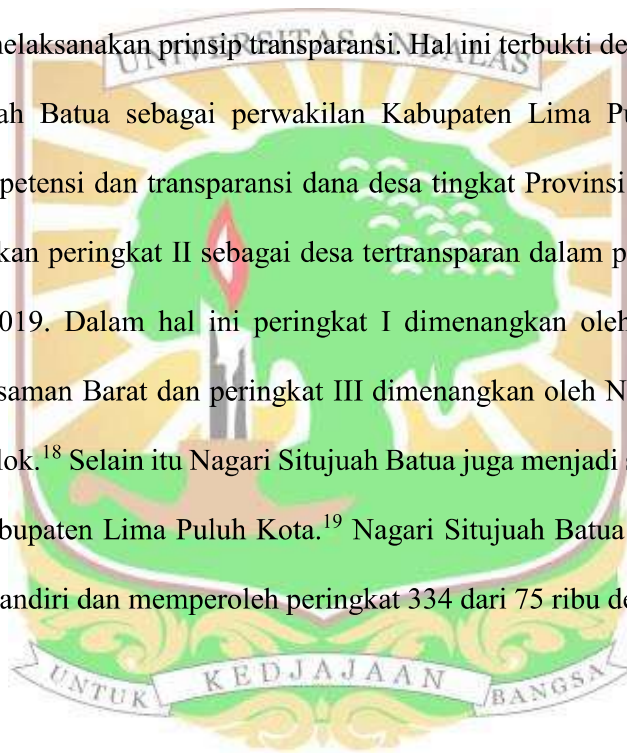 UNIVERSITAS ANDALAS
melaksanakan prinsip transparansi. Hal ini terbukti de
ah Batua sebagai perwakilan Kabupaten Lima Pu
petensi dan transparansi dana desa tingkat Provinsi
kan peringkat II sebagai desa tertransparan dalam p
019. Dalam hal ini peringkat I dimenangkan oleh
saman Barat dan peringkat III dimenangkan oleh N
lok.18 Selain itu Nagari Situjuah Batua juga menjadi s
bupaten Lima Puluh Kota.19 Nagari Situjuah Batua
andiri dan memperoleh peringkat 334 dari 75 ribu de
UNTUK KEDJAJAAN BANGSA